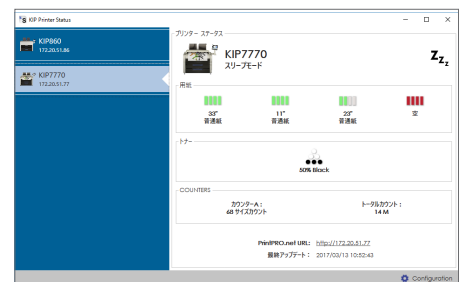 KIP Printer Status
KIP860
172.20.51.86
KIP7770
172.20.51.77
プリンター ステータス
KIP7770
スリープモード
Zzz
用紙
33"
普通紙
11"
普通紙
23"
普通紙
空
トナー
50% Black
COUNTERS
カウンターA：
68 サイズカウント
トータルカウント：
14 M
PrintPRO.net URL: http://172.20.51.77
最終アップデート： 2017/03/13 10:52:43
Configuration